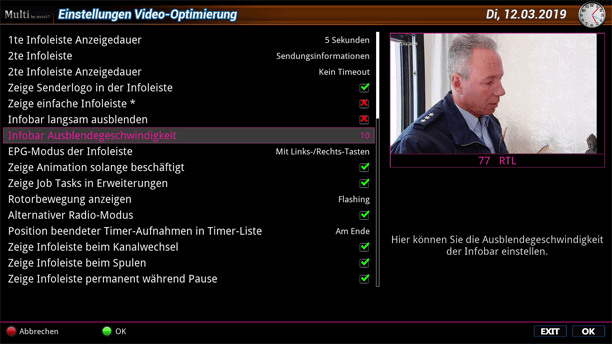 Multi Einstellungen Video-Optimierung Di, 12.03.2019
1te Infoleiste Anzeigedauer 5 Sekunden
2te Infoleiste Sendungsinformationen
2te Infoleiste Anzeigedauer Kein Timeout
Zeige Senderlogo in der Infoleiste
Zeige einfache Infoleiste *
Infobar langsam ausblenden
Infobar Ausblendegeschwindigkeit 10
EPG-Modus der Infoleiste Mit Links-/Rechts-Tasten
Zeige Animation solange beschäftigt
Zeige Job Tasks in Erweiterungen
Rotorbewegung anzeigen Flashing
Alternativer Radio-Modus
Position beendeter Timer-Aufnahmen in Timer-Liste Am Ende
Zeige Infoleiste beim Kanalwechsel
Zeige Infoleiste beim Spulen
Zeige Infoleiste permanent während Pause
77 RTL
Hier können Sie die Ausblendegeschwindigkeit
der Infobar einstellen.
Abbrechen OK EXIT OK